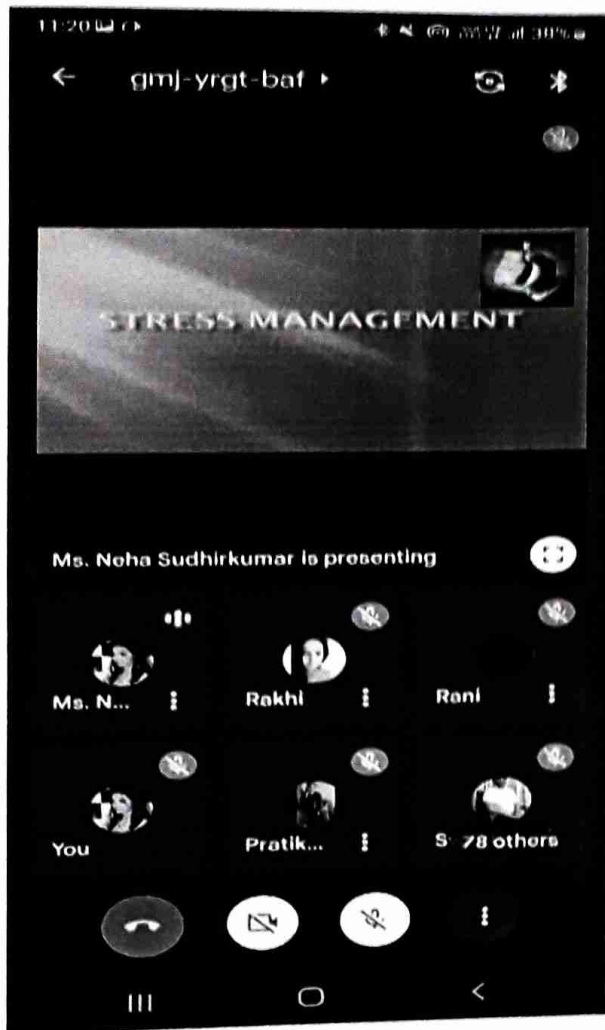 11:20
38%
gmj-yrgt-baf
STRESS MANAGEMENT
Ms. Neha Sudhirkumar is presenting
Ms. N...
Rakhi
Rani
You
Pratik...
78 others